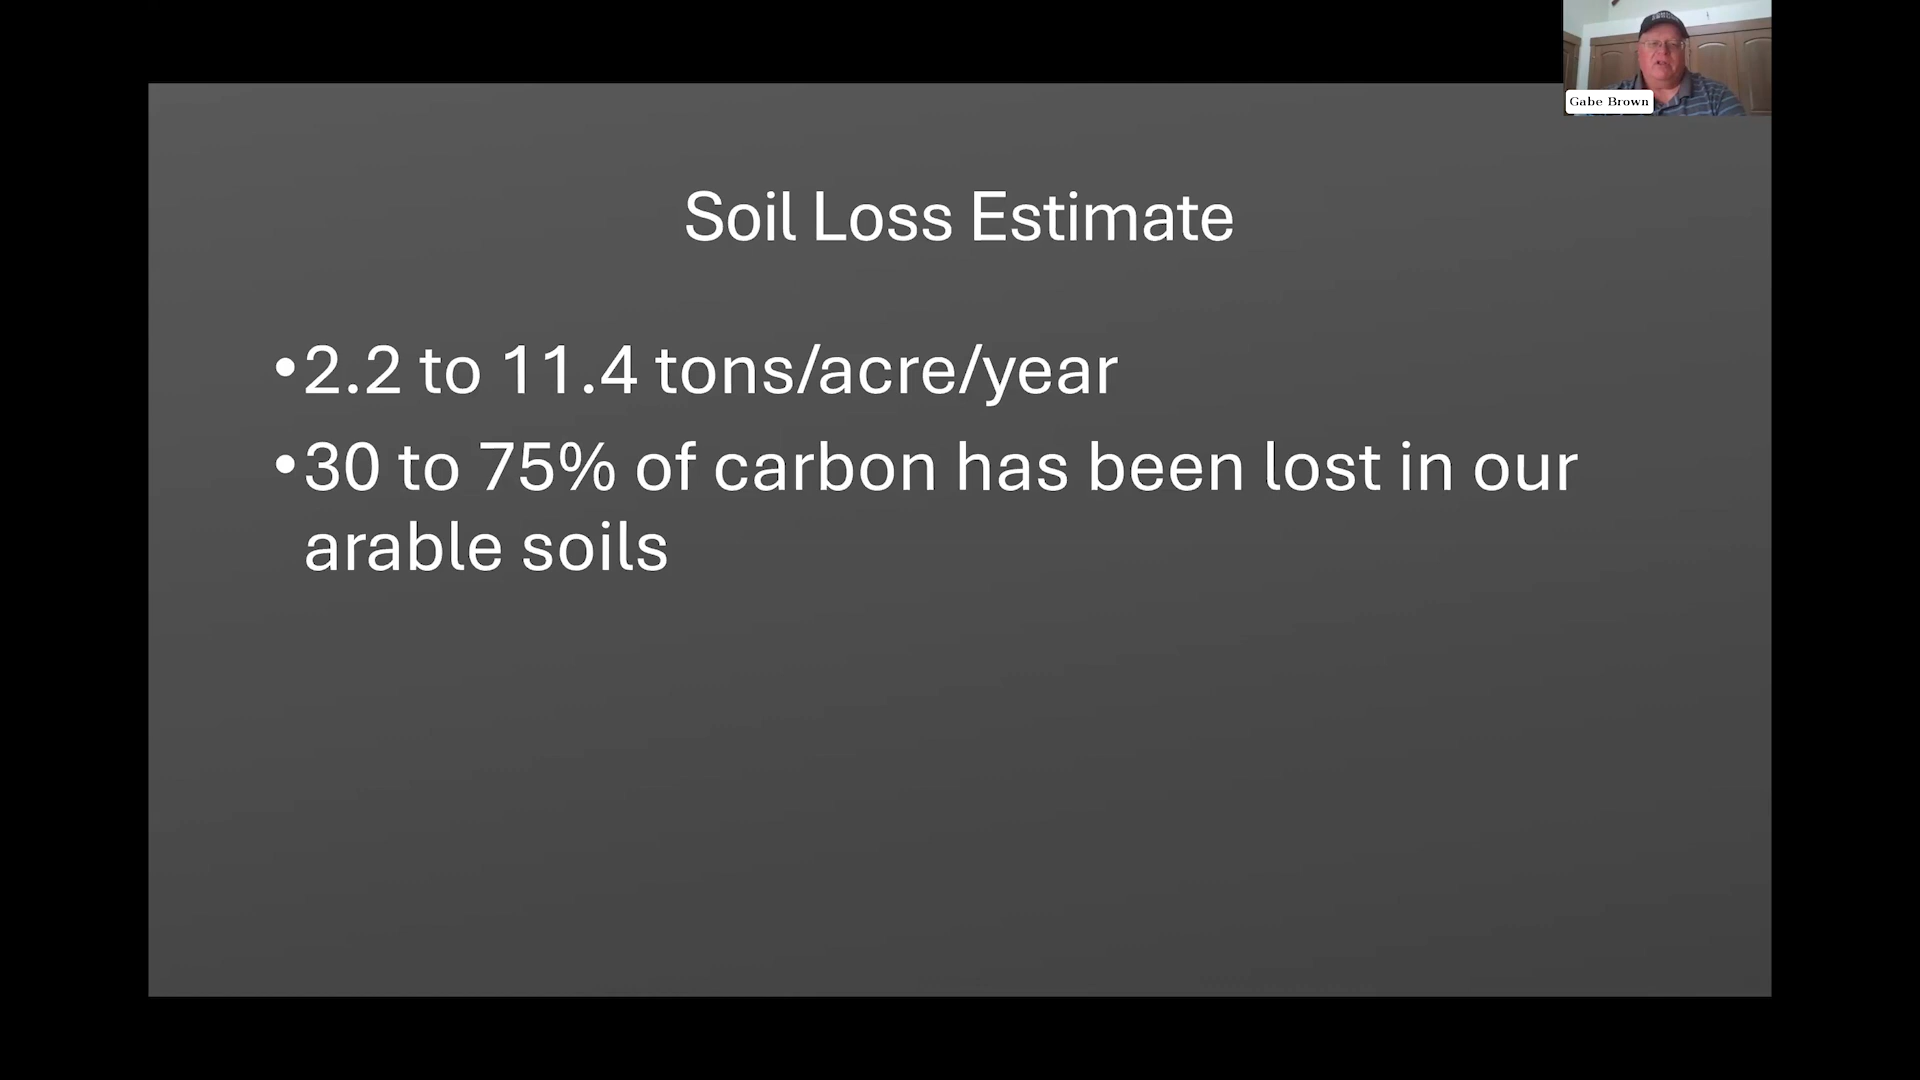 Gabe Brown
Soil Loss Estimate
•2.2 to 11.4 tons/acre/year
•30 to 75% of carbon has been lost in our
arable soils